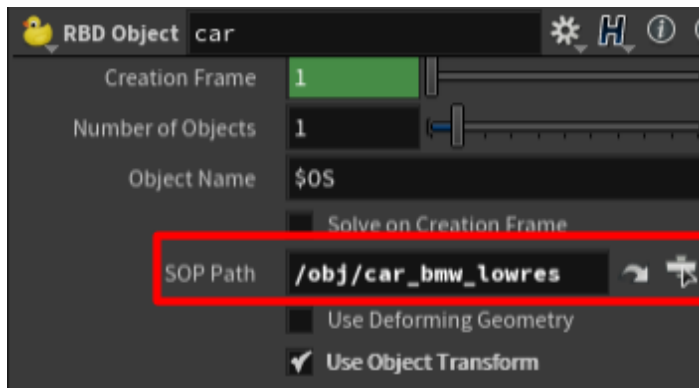 RBD Object car
Creation Frame 1
Number of Objects 1
Object Name $OS
Solve on Creation Frame
SOP Path /obj/car_bmw_lowres
Use Deforming Geometry
Use Object Transform